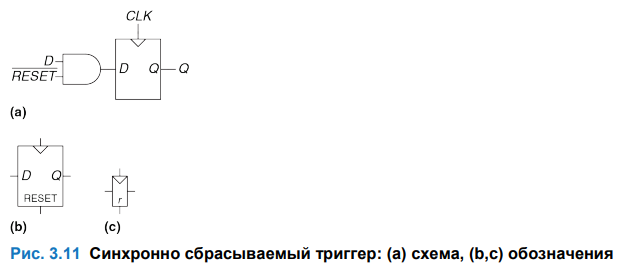 CLK
D
RESET
D Q Q
(a)
D Q
RESET
r
(b) (c)
Рис. 3.11 Синхронно сбрасываемый триггер: (a) схема, (b,c) обозначения